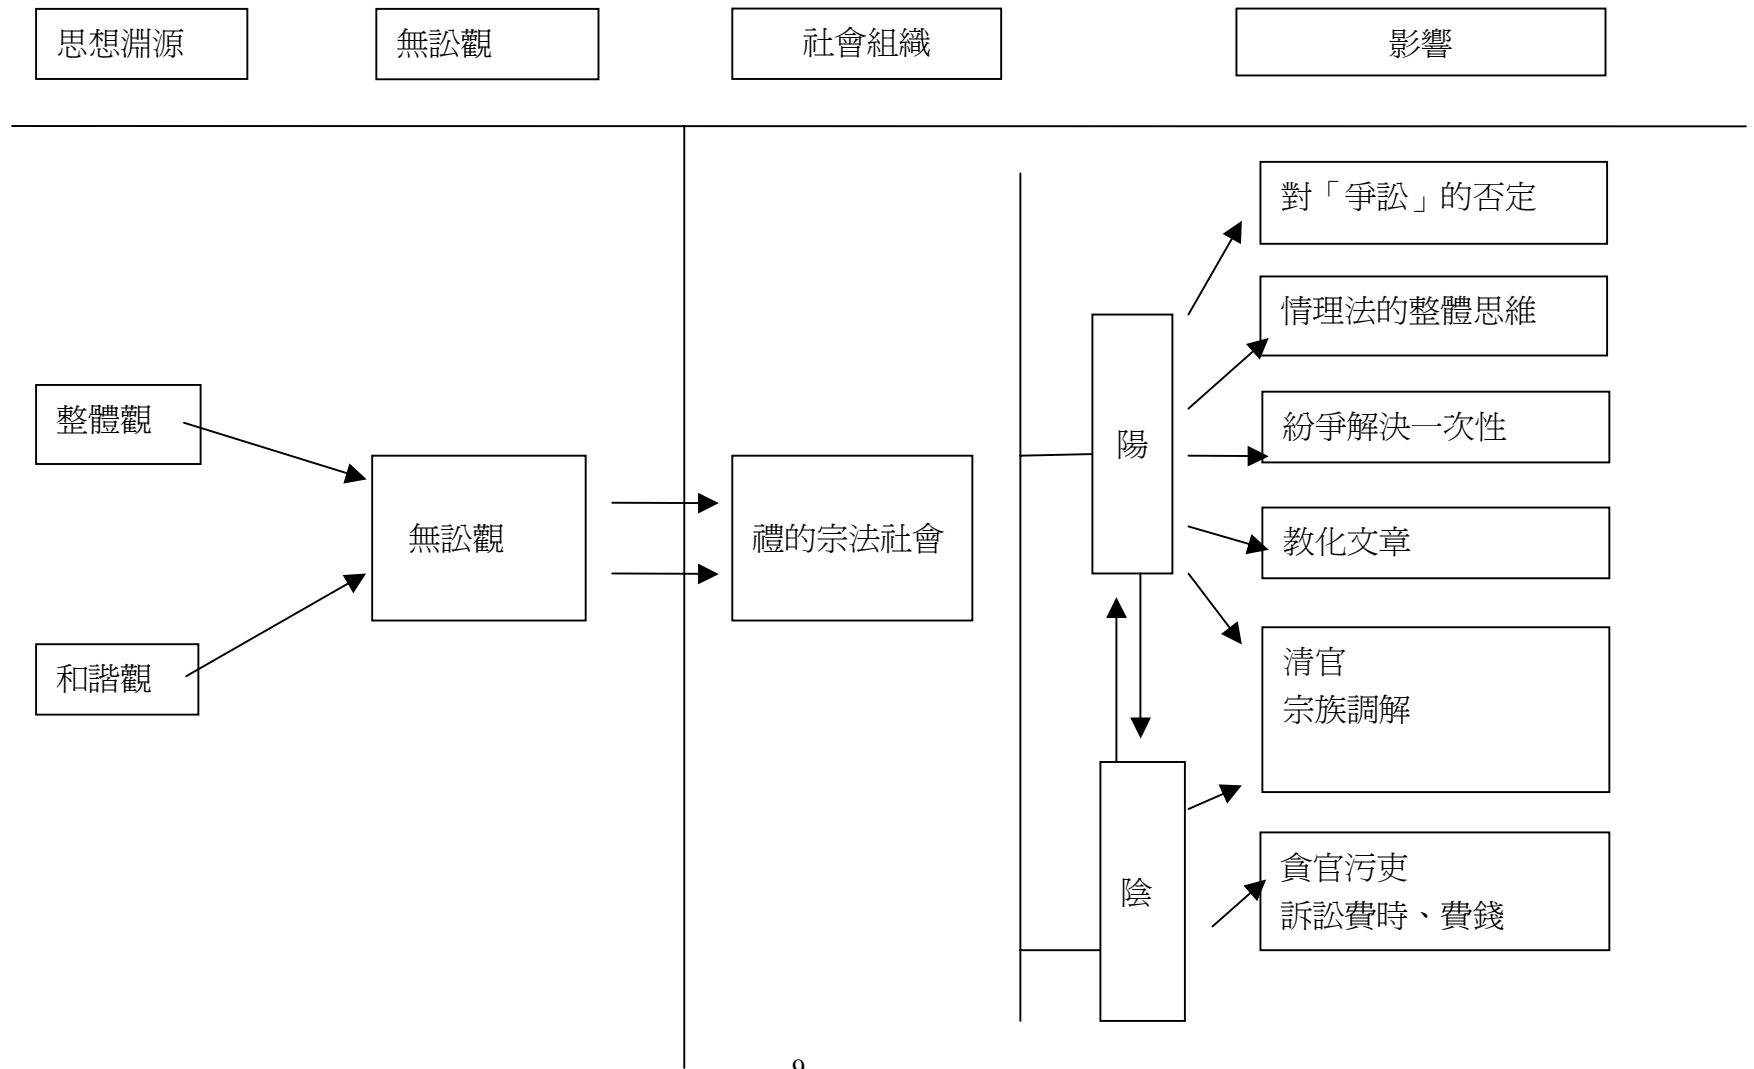 思想淵源
無訟觀
社會組織
影響
對「爭訟」的否定
情理法的整體思維
整體觀
紛爭解決一次性
陽
無訟觀
禮的宗法社會
教化文章
和諧觀
清官
宗族調解
陰
貪官污吏
訴訟費時、費錢
9